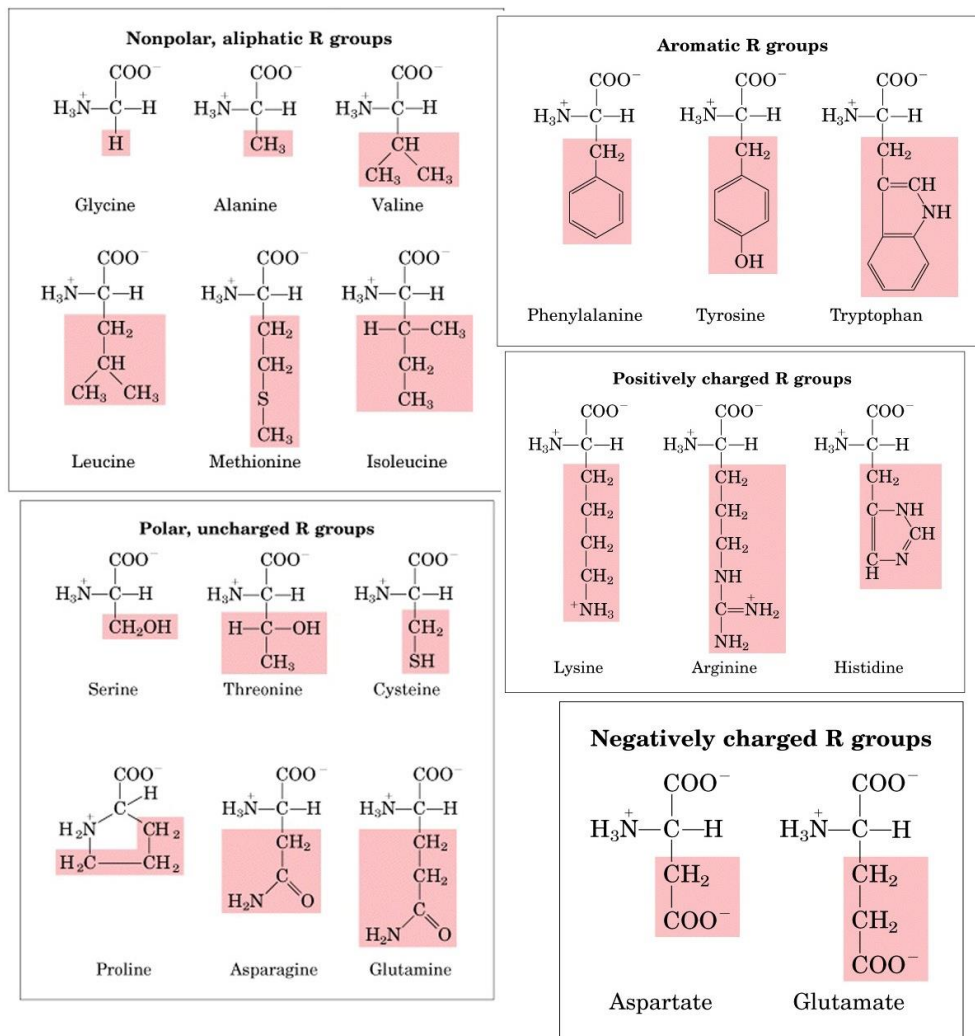 Nonpolar, aliphatic R groups
COO⁻ COO⁻ COO⁻
H₃N⁺—C—H H₃N⁺—C—H H₃N⁺—C—H
H CH₃ CH
CH₃ CH₃
Glycine Alanine Valine
COO⁻ COO⁻ COO⁻
H₃N⁺—C—H H₃N⁺—C—H H₃N⁺—C—H
CH₂ CH₂ H—C—CH₃
CH CH₂ CH₂
CH₃ CH₃ S CH₃
CH₃
Leucine Methionine Isoleucine
Aromatic R groups
COO⁻ COO⁻ COO⁻
H₃N⁺—C—H H₃N⁺—C—H H₃N⁺—C—H
CH₂ CH₂ CH₂
C=CH
NH
OH
Phenylalanine Tyrosine Tryptophan
Positively charged R groups
COO⁻ COO⁻ COO⁻
H₃N⁺—C—H H₃N⁺—C—H H₃N⁺—C—H
CH₂ CH₂ CH₂
CH₂ CH₂ C—NH
CH₂ CH₂ CH
CH₂ NH C—N
⁺NH₃ C=NH₂⁺ H
NH₂
Lysine Arginine Histidine
Polar, uncharged R groups
COO⁻ COO⁻ COO⁻
H₃N⁺—C—H H₃N⁺—C—H H₃N⁺—C—H
CH₂OH H—C—OH CH₂
CH₃ SH
Serine Threonine Cysteine
COO⁻ COO⁻ COO⁻
C H H₃N⁺—C—H H₃N⁺—C—H
H₂N⁺ CH₂ CH₂ CH₂
H₂C—CH₂ C CH₂
H₂N O C
H₂N O
Proline Asparagine Glutamine
Negatively charged R groups
COO⁻ COO⁻
H₃N⁺—C—H H₃N⁺—C—H
CH₂ CH₂
COO⁻ CH₂
COO⁻
Aspartate Glutamate